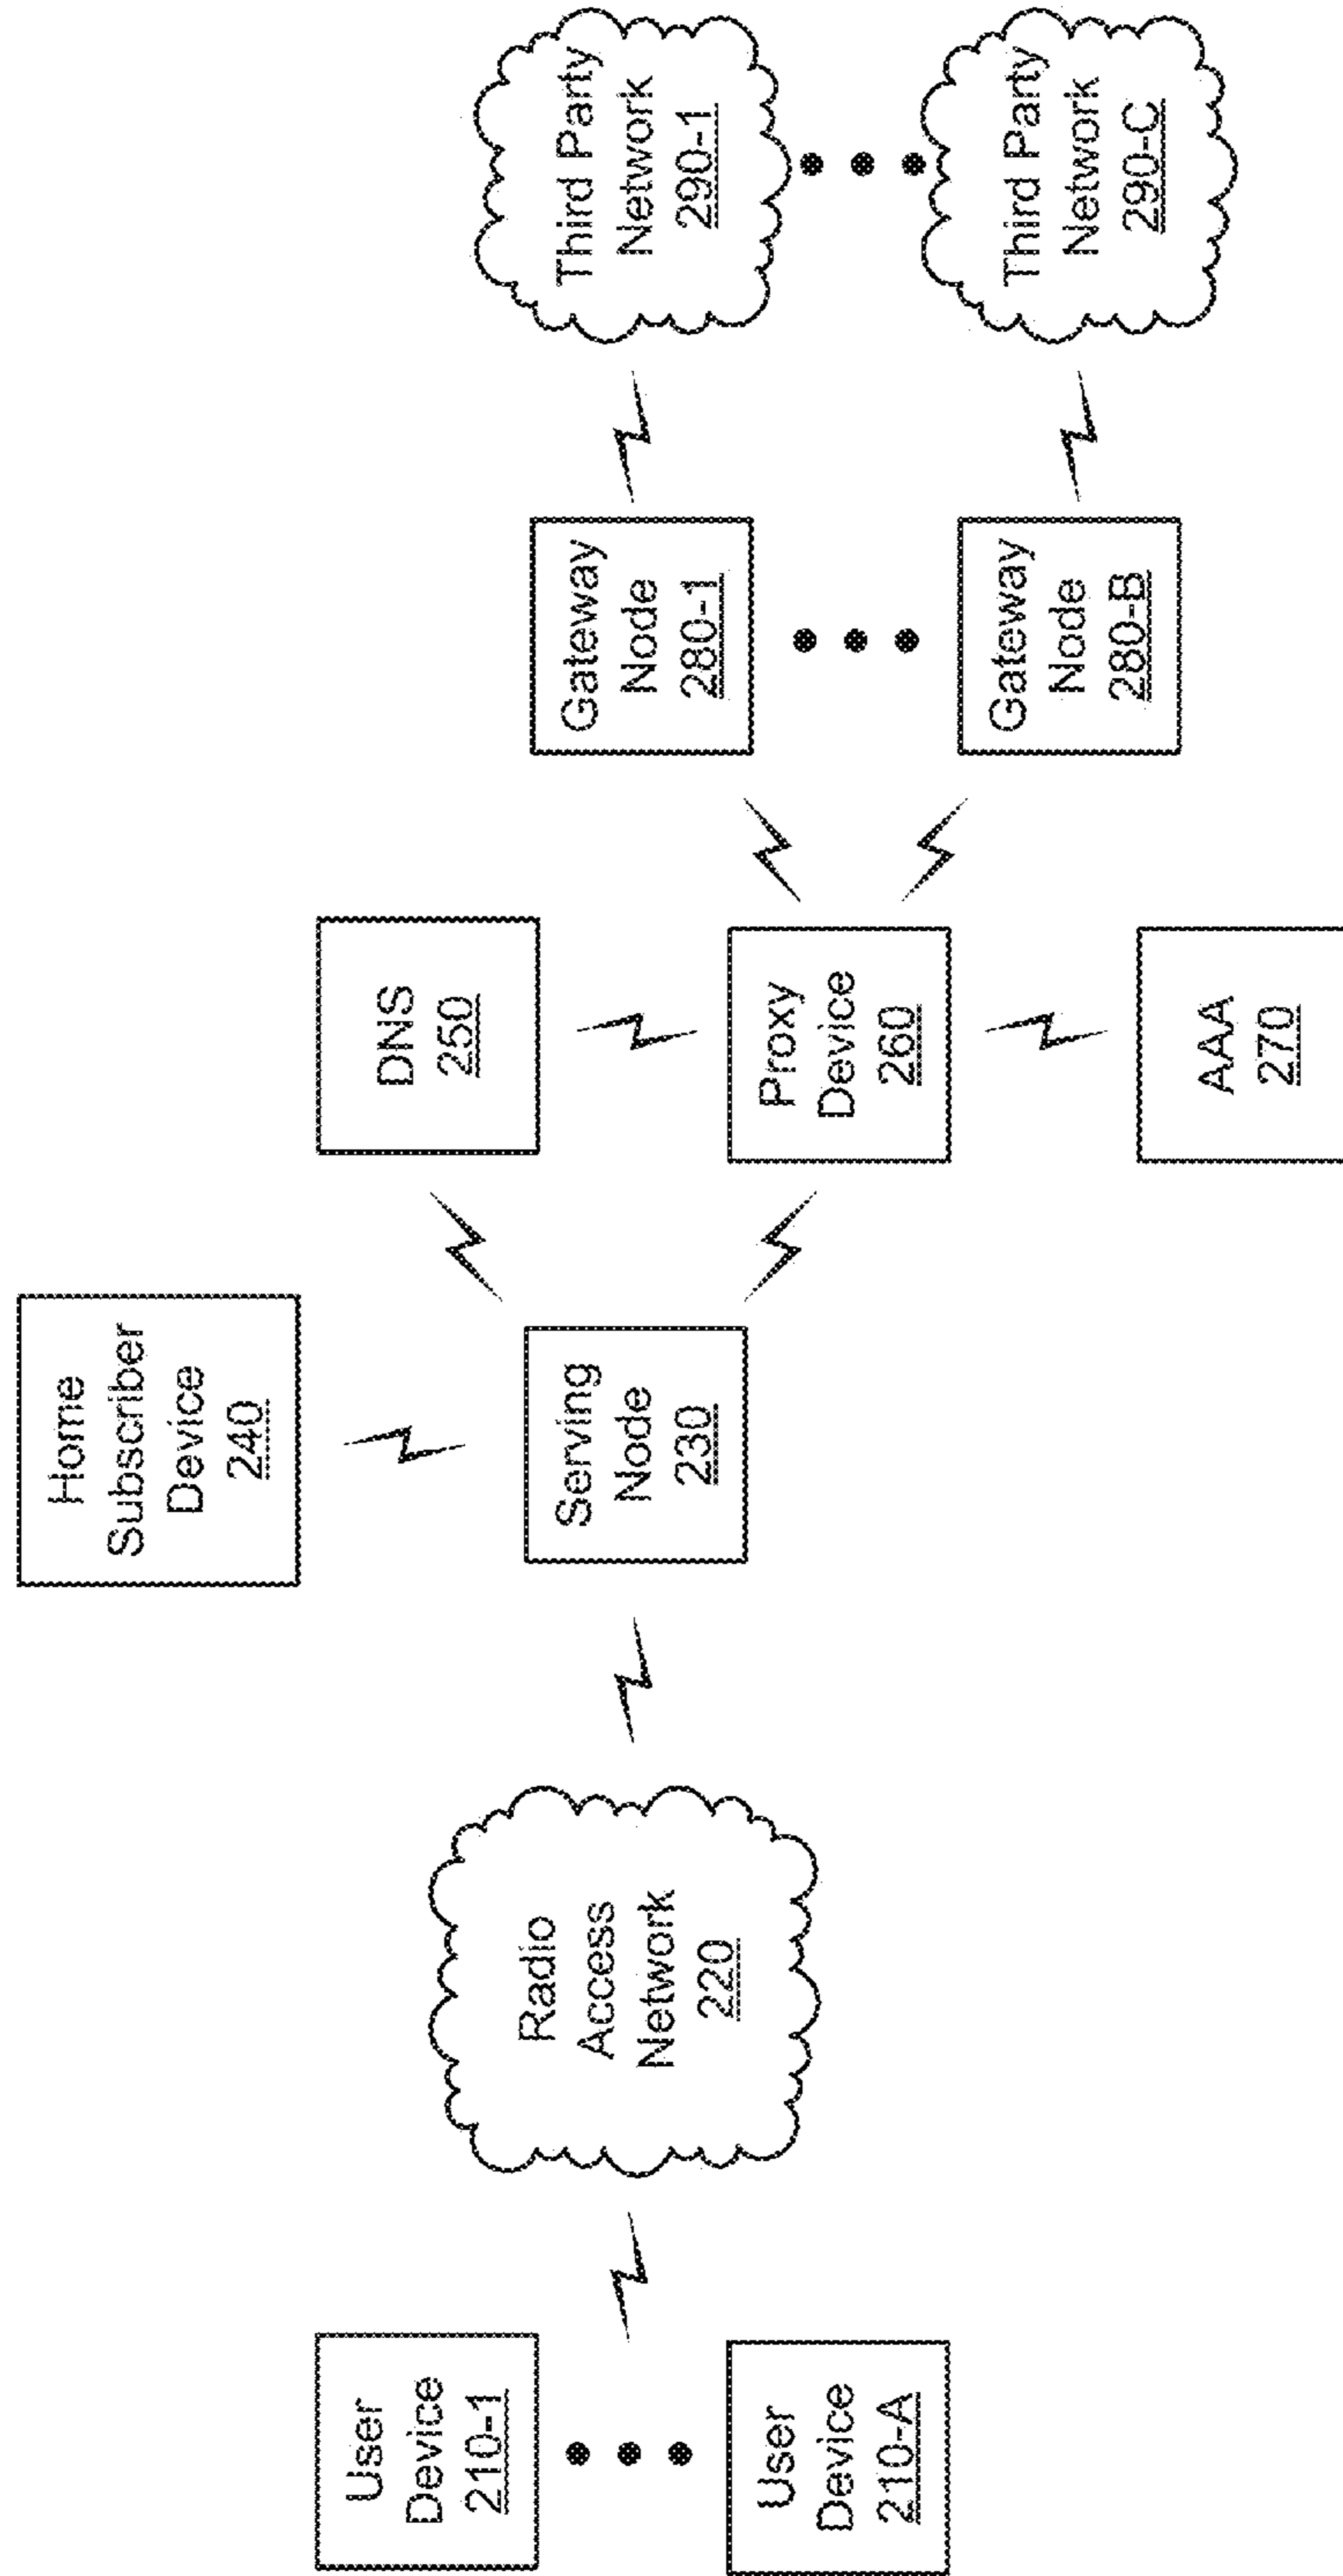 User
Device
210-1
User
Device
210-A
Radio
Access
Network
220
Home
Subscriber
Device
240
Serving
Node
230
DNS
250
Proxy
Device
260
AAA
270
Gateway
Node
280-1
Gateway
Node
280-B
Third Party
Network
290-1
Third Party
Network
290-C